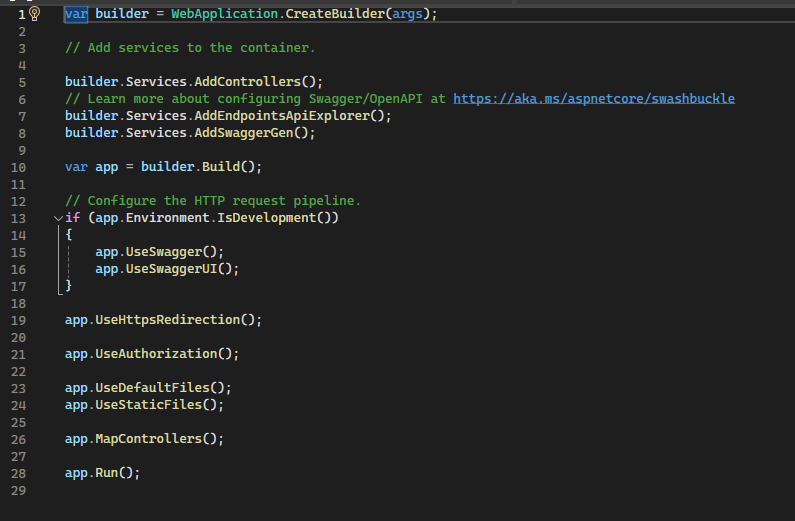 1 var builder = WebApplication.CreateBuilder(args);
2
3 // Add services to the container.
4
5 builder.Services.AddControllers();
6 // Learn more about configuring Swagger/OpenAPI at https://aka.ms/aspnetcore/swashbuckle
7 builder.Services.AddEndpointsApiExplorer();
8 builder.Services.AddSwaggerGen();
9
10 var app = builder.Build();
11
12 // Configure the HTTP request pipeline.
13 if (app.Environment.IsDevelopment())
14 {
15     app.UseSwagger();
16     app.UseSwaggerUI();
17 }
18
19 app.UseHttpsRedirection();
20
21 app.UseAuthorization();
22
23 app.UseDefaultFiles();
24 app.UseStaticFiles();
25
26 app.MapControllers();
27
28 app.Run();
29